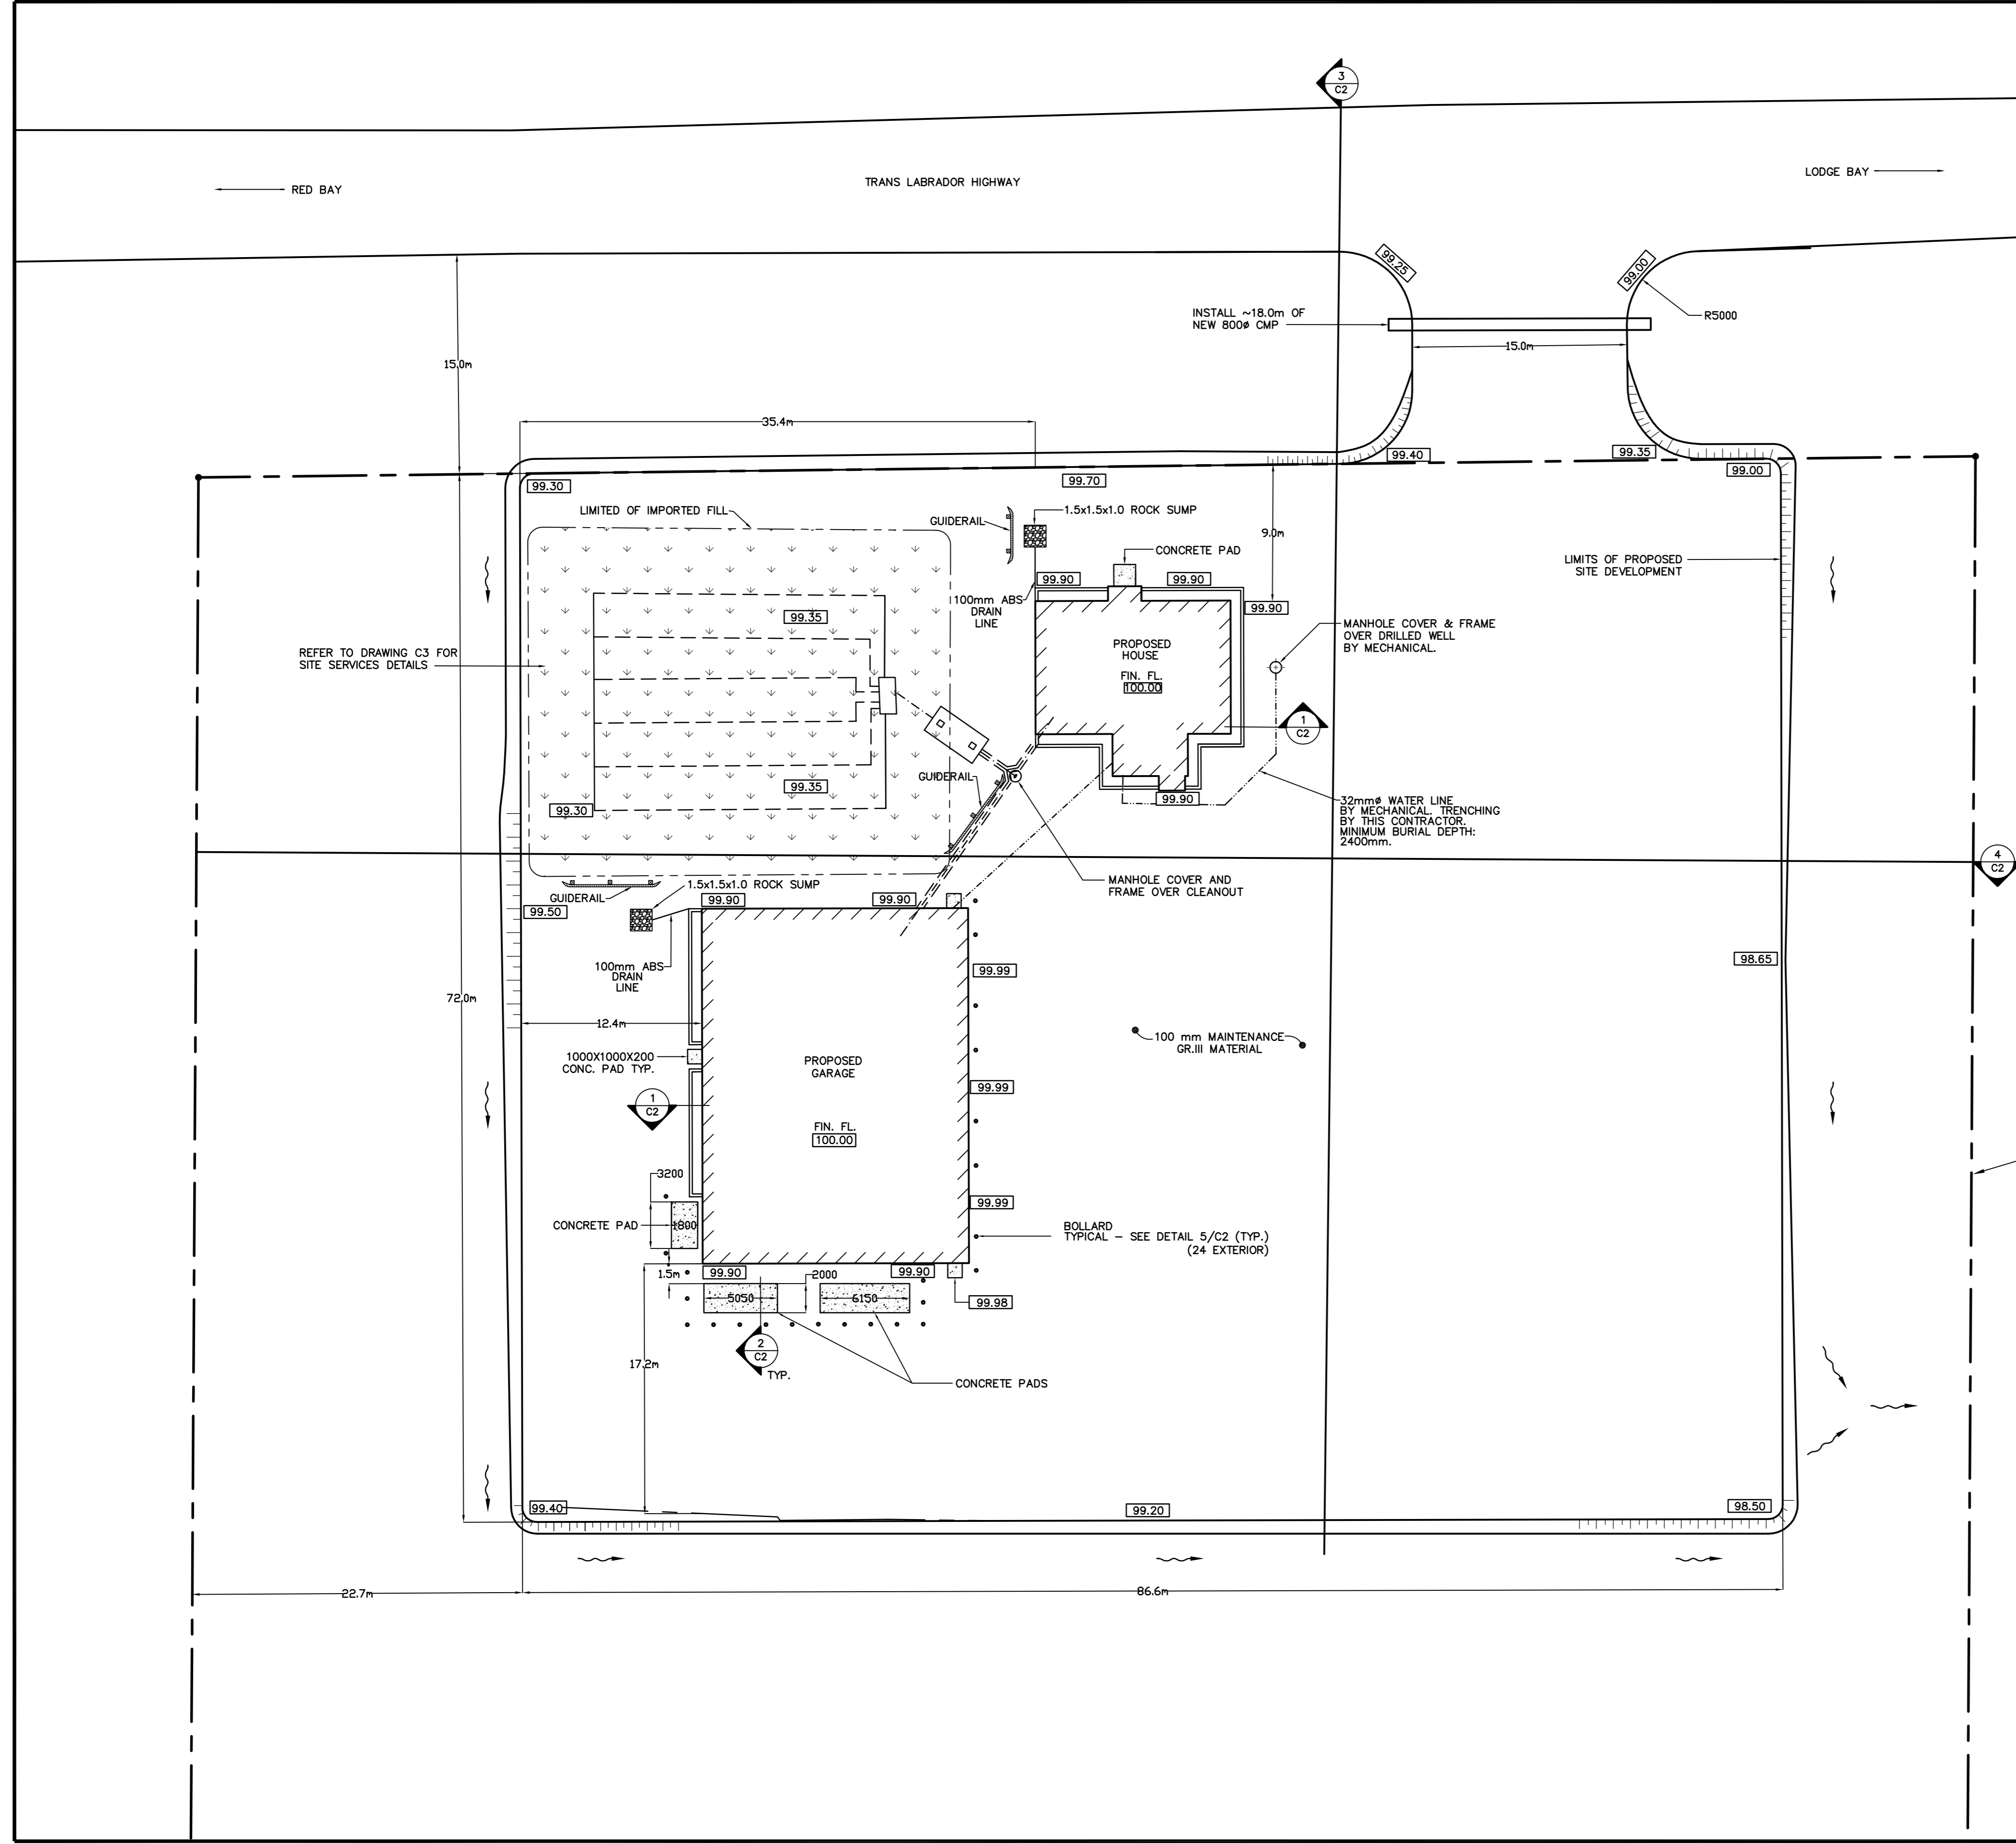 3
C2
RED BAY
TRANS LABRADOR HIGHWAY
LODGE BAY
99.25
99.00
INSTALL ~18.0m OF
NEW 800ø CMP
R5000
15.0m
15.0m
35.4m
99.40
99.35
99.00
99.30
99.70
LIMITED OF IMPORTED FILL
GUIDERAIL
1.5x1.5x1.0 ROCK SUMP
9.0m
CONCRETE PAD
LIMITS OF PROPOSED
SITE DEVELOPMENT
99.90
99.90
99.90
100mm ABS
DRAIN
LINE
99.35
MANHOLE COVER & FRAME
OVER DRILLED WELL
BY MECHANICAL.
PROPOSED
HOUSE
FIN. FL.
100.00
REFER TO DRAWING C3 FOR
SITE SERVICES DETAILS
1
C2
GUIDERAIL
99.35
99.30
99.90
32mmø WATER LINE
BY MECHANICAL. TRENCHING
BY THIS CONTRACTOR.
MINIMUM BURIAL DEPTH:
2400mm.
4
C2
MANHOLE COVER AND
FRAME OVER CLEANOUT
1.5x1.5x1.0 ROCK SUMP
GUIDERAIL
99.90
99.90
99.50
100mm ABS
DRAIN
LINE
99.99
98.65
72.0m
12.4m
100 mm MAINTENANCE
GR.III MATERIAL
1000X1000X200
CONC. PAD TYP.
PROPOSED
GARAGE
99.99
1
C2
FIN. FL.
100.00
3200
CONCRETE PAD
1800
99.99
BOLLARD
TYPICAL – SEE DETAIL 5/C2 (TYP.)
(24 EXTERIOR)
1.5m
99.90
2000
99.90
5050
6150
99.98
2
C2
TYP.
17.2m
CONCRETE PADS
99.40
99.20
98.50
22.7m
86.6m